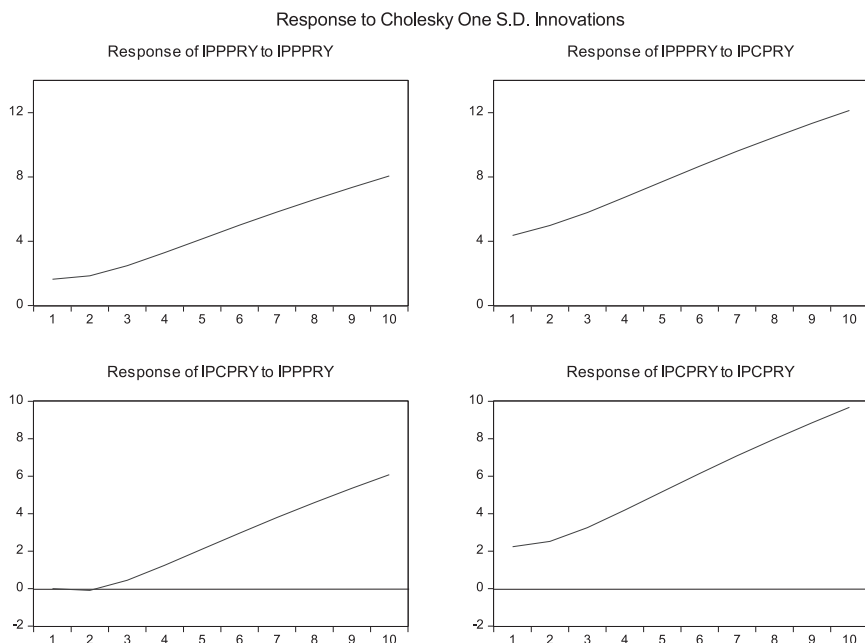 Response to Cholesky One S.D. Innovations
Response of IPPPRY to IPPPRY
12
8
4
0
1 2 3 4 5 6 7 8 9 10
Response of IPPPRY to IPCPRY
12
8
4
0
1 2 3 4 5 6 7 8 9 10
Response of IPCPRY to IPPPRY
10
8
6
4
2
0
-2
1 2 3 4 5 6 7 8 9 10
Response of IPCPRY to IPCPRY
10
8
6
4
2
0
-2
1 2 3 4 5 6 7 8 9 10